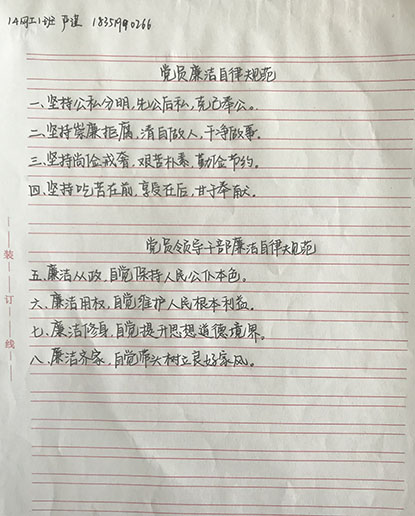 14网工1班 严谨 18351990266
党员廉洁自律规范
一、坚持公私分明,先公后私,克己奉公。
二、坚持崇廉拒腐,清白做人,干净做事。
三、坚持尚俭戒奢,艰苦朴素,勤俭节约。
四、坚持吃苦在前,享受在后,甘于奉献。
党员领导干部廉洁自律规范
五、廉洁从政,自觉保持人民公仆本色。
六、廉洁用权,自觉维护人民根本利益。
七、廉洁修身,自觉提升思想道德境界。
八、廉洁齐家,自觉带头树立良好家风。
装
订
线